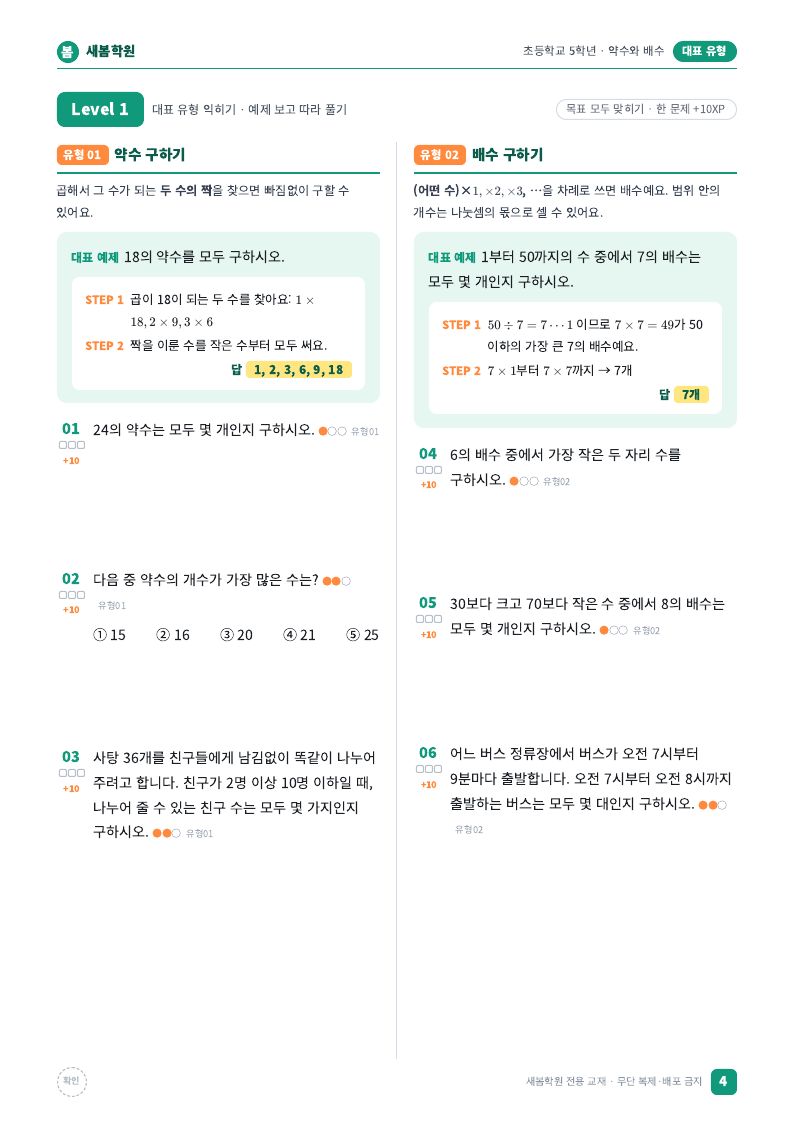 봄 새봄학원
초등학교 5학년 · 약수와 배수 대표 유형
Level 1 대표 유형 익히기 · 예제 보고 따라 풀기
목표 모두 맞히기 · 한 문제 +10XP
유형 01 약수 구하기
곱해서 그 수가 되는 두 수의 짝을 찾으면 빠짐없이 구할 수
있어요.
대표 예제 18의 약수를 모두 구하시오.
STEP 1 곱이 18이 되는 두 수를 찾아요: 1 ×
18, 2 × 9, 3 × 6
STEP 2 짝을 이룬 수를 작은 수부터 모두 써요.
답 1, 2, 3, 6, 9, 18
01 24의 약수는 모두 몇 개인지 구하시오. ●○○ 유형01
□□□
+10
02 다음 중 약수의 개수가 가장 많은 수는? ●●○
□□□ 유형01
+10
① 15 ② 16 ③ 20 ④ 21 ⑤ 25
03 사탕 36개를 친구들에게 남김없이 똑같이 나누어
□□□ 주려고 합니다. 친구가 2명 이상 10명 이하일 때,
+10 나누어 줄 수 있는 친구 수는 모두 몇 가지인지
구하시오. ●●○ 유형01
유형 02 배수 구하기
(어떤 수)×1, ×2, ×3, ⋯을 차례로 쓰면 배수예요. 범위 안의
개수는 나눗셈의 몫으로 셀 수 있어요.
대표 예제 1부터 50까지의 수 중에서 7의 배수는
모두 몇 개인지 구하시오.
STEP 1 50 ÷ 7 = 7 ⋯ 1 이므로 7 × 7 = 49가 50
이하의 가장 큰 7의 배수예요.
STEP 2 7 × 1부터 7 × 7까지 → 7개
답 7개
04 6의 배수 중에서 가장 작은 두 자리 수를
□□□ 구하시오. ●○○ 유형02
+10
05 30보다 크고 70보다 작은 수 중에서 8의 배수는
□□□ 모두 몇 개인지 구하시오. ●○○ 유형02
+10
06 어느 버스 정류장에서 버스가 오전 7시부터
□□□ 9분마다 출발합니다. 오전 7시부터 오전 8시까지
+10 출발하는 버스는 모두 몇 대인지 구하시오. ●●○
유형02
확인
새봄학원 전용 교재 · 무단 복제·배포 금지 4